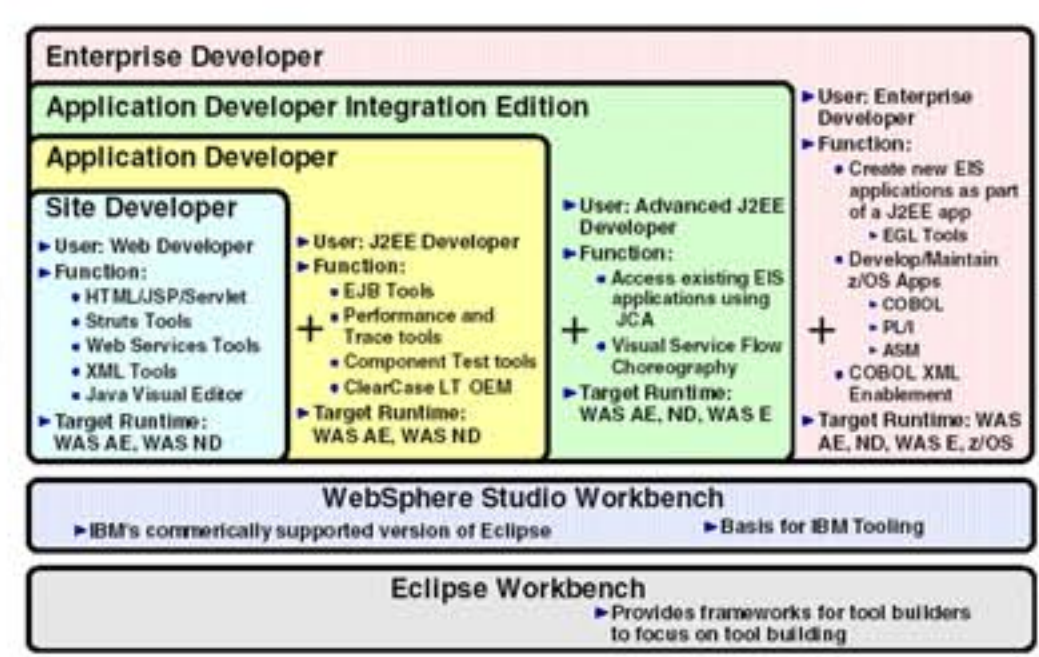 Enterprise Developer
Application Developer Integration Edition
Application Developer
Site Developer
User: Web Developer
Function:
HTML/JSP/Servlet
Struts Tools
Web Services Tools
XML Tools
Java Visual Editor
Target Runtime:
WAS AE, WAS ND
+
User: J2EE Developer
Function:
EJB Tools
Performance and
Trace tools
Component Test tools
ClearCase LT OEM
Target Runtime:
WAS AE, WAS ND
+
User: Advanced J2EE
Developer
Function:
Access existing EIS
applications using
JCA
Visual Service Flow
Choreography
Target Runtime:
WAS AE, ND, WAS E
+
User: Enterprise
Developer
Function:
Create new EIS
applications as part
of a J2EE app
EGL Tools
Develop/Maintain
z/OS Apps
COBOL
PL/I
ASM
COBOL XML
Enablement
Target Runtime: WAS
AE, ND, WAS E, z/OS
WebSphere Studio Workbench
IBM's commerically supported version of Eclipse
Basis for IBM Tooling
Eclipse Workbench
Provides frameworks for tool builders
to focus on tool building